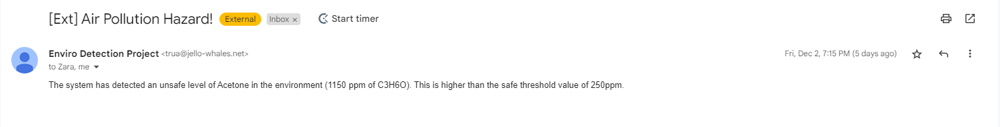 [Ext] Air Pollution Hazard! External Inbox × Start timer
Enviro Detection Project <trua@jello-whales.net> Fri, Dec 2, 7:15 PM (5 days ago)
to Zara, me
The system has detected an unsafe level of Acetone in the environment (1150 ppm of C3H6O). This is higher than the safe threshold value of 250ppm.